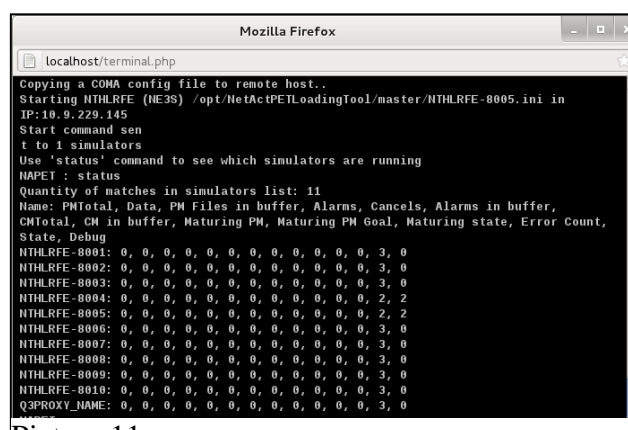 Mozilla Firefox
localhost/terminal.php
Copying a COMA config file to remote host..
Starting NTHLRFE (NE3S) /opt/NetActPETLoadingTool/master/NTHLRFE-8005.ini in
IP:10.9.229.145
Start command sen
t to 1 simulators
Use 'status' command to see which simulators are running
NAPET : status
Quantity of matches in simulators list: 11
Name: PMTotal, Data, PM Files in buffer, Alarms, Cancels, Alarms in buffer,
CMTotal, CM in buffer, Maturing PM, Maturing PM Goal, Maturing state, Error Count,
State, Debug
NTHLRFE-8001: 0, 0, 0, 0, 0, 0, 0, 0, 0, 0, 0, 0, 3, 0
NTHLRFE-8002: 0, 0, 0, 0, 0, 0, 0, 0, 0, 0, 0, 0, 3, 0
NTHLRFE-8003: 0, 0, 0, 0, 0, 0, 0, 0, 0, 0, 0, 0, 3, 0
NTHLRFE-8004: 0, 0, 0, 0, 0, 0, 0, 0, 0, 0, 0, 0, 2, 2
NTHLRFE-8005: 0, 0, 0, 0, 0, 0, 0, 0, 0, 0, 0, 0, 2, 2
NTHLRFE-8006: 0, 0, 0, 0, 0, 0, 0, 0, 0, 0, 0, 0, 3, 0
NTHLRFE-8007: 0, 0, 0, 0, 0, 0, 0, 0, 0, 0, 0, 0, 3, 0
NTHLRFE-8008: 0, 0, 0, 0, 0, 0, 0, 0, 0, 0, 0, 0, 3, 0
NTHLRFE-8009: 0, 0, 0, 0, 0, 0, 0, 0, 0, 0, 0, 0, 3, 0
NTHLRFE-8010: 0, 0, 0, 0, 0, 0, 0, 0, 0, 0, 0, 0, 3, 0
Q3PROXY_NAME: 0, 0, 0, 0, 0, 0, 0, 0, 0, 0, 0, 0, 3, 0